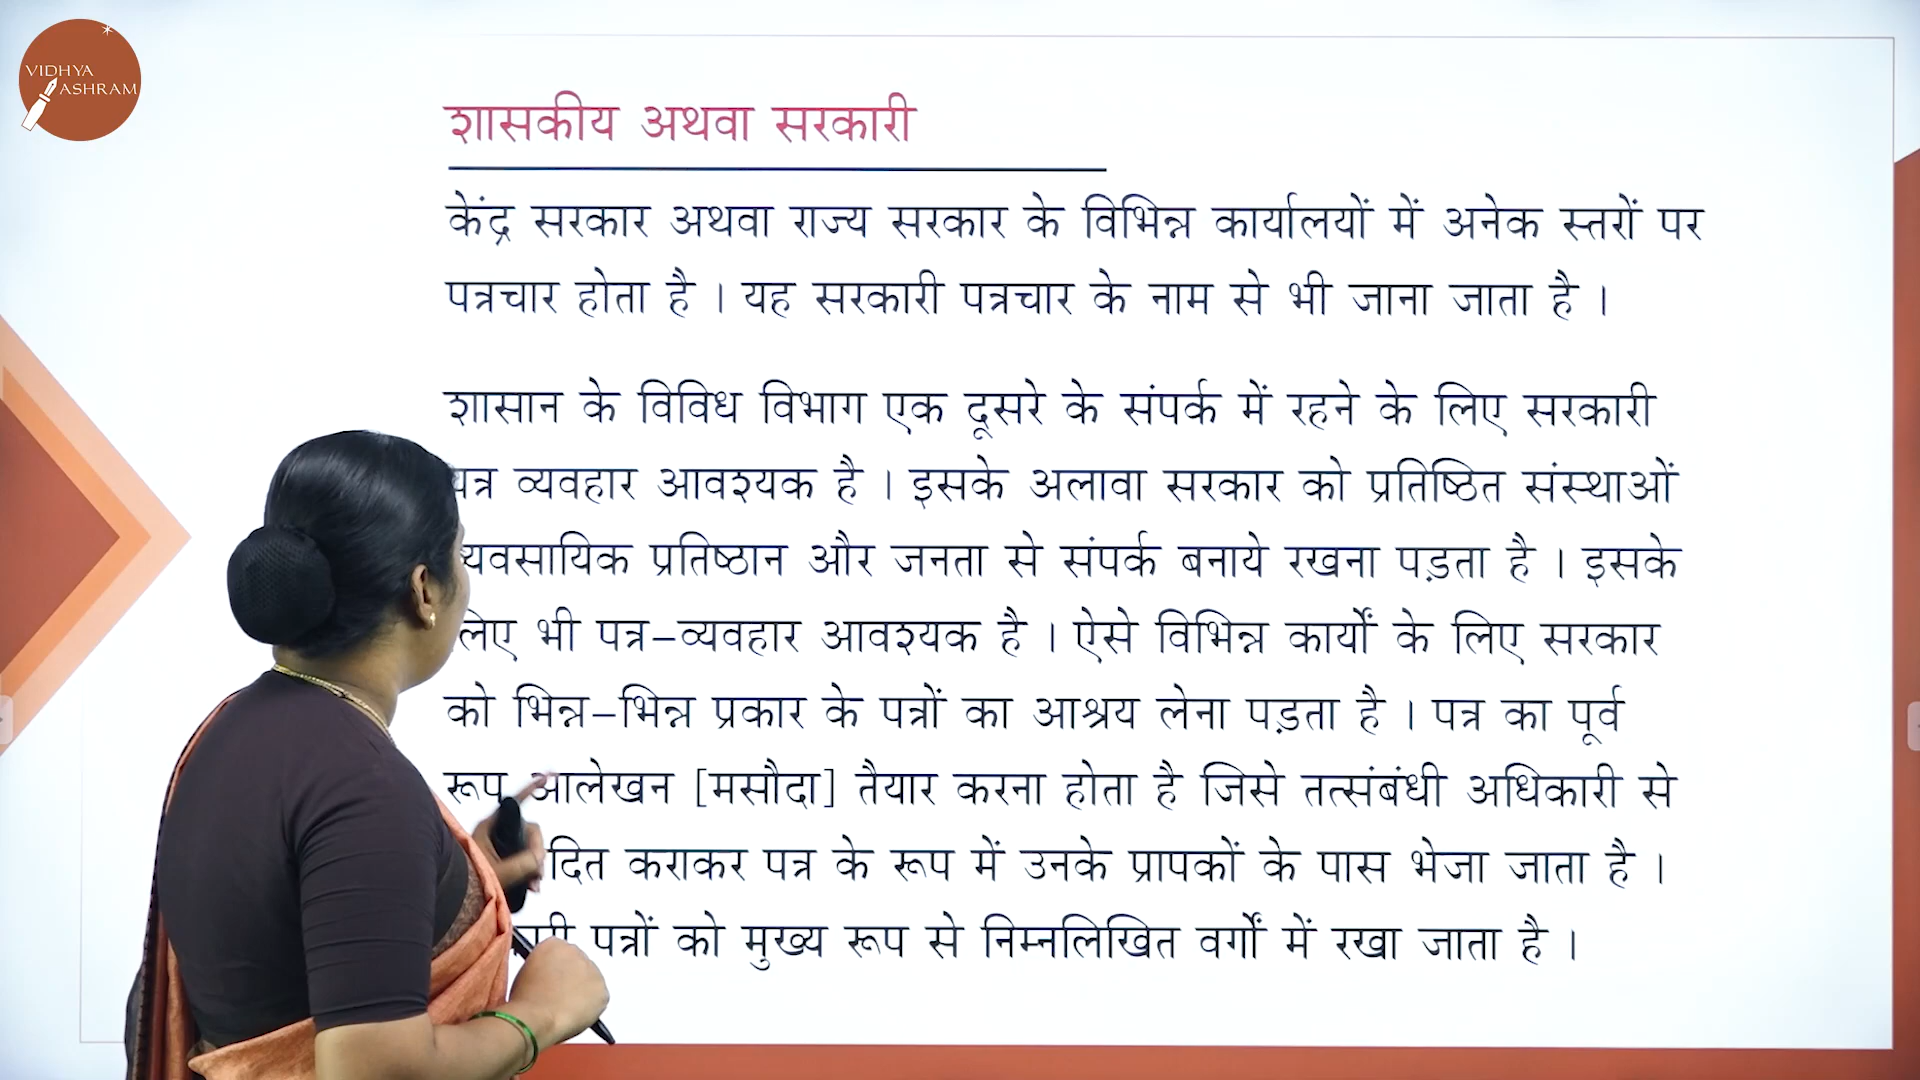 VIDHYA
ASHRAM
शासकीय अथवा सरकारी
केंद्र सरकार अथवा राज्य सरकार के विभिन्न कार्यालयों में अनेक स्तरों पर
पत्रचार होता है । यह सरकारी पत्रचार के नाम से भी जाना जाता है ।
शासान के विविध विभाग एक दूसरे के संपर्क में रहने के लिए सरकारी
पत्र व्यवहार आवश्यक है । इसके अलावा सरकार को प्रतिष्ठित संस्थाओं
व्यवसायिक प्रतिष्ठान और जनता से संपर्क बनाये रखना पड़ता है । इसके
लिए भी पत्र-व्यवहार आवश्यक है । ऐसे विभिन्न कार्यों के लिए सरकार
को भिन्न-भिन्न प्रकार के पत्रों का आश्रय लेना पड़ता है । पत्र का पूर्व
रूप आलेखन [मसौदा] तैयार करना होता है जिसे तत्संबंधी अधिकारी से
कराकर पत्र के रूप में उनके प्रापकों के पास भेजा जाता है ।
पत्रों को मुख्य रूप से निम्नलिखित वर्गों में रखा जाता है ।